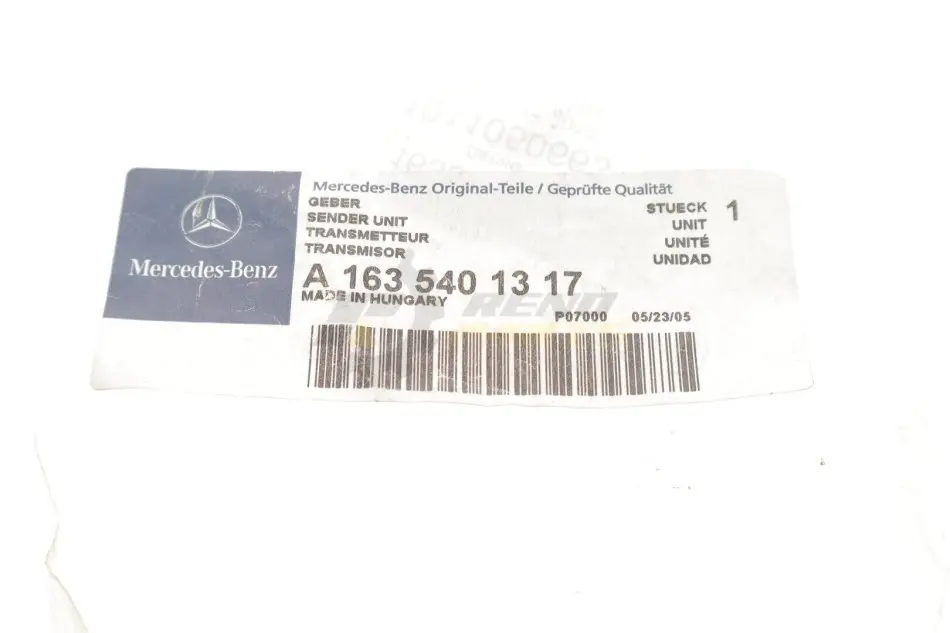 Mercedes-Benz
Mercedes-Benz Original-Teile / Geprüfte Qualität
GEBER
SENDER UNIT
TRANSMETTEUR
TRANSMISOR
STUECK 1
UNIT
UNITÉ
UNIDAD
A 163 540 13 17
MADE IN HUNGARY
P07000 05/23/05